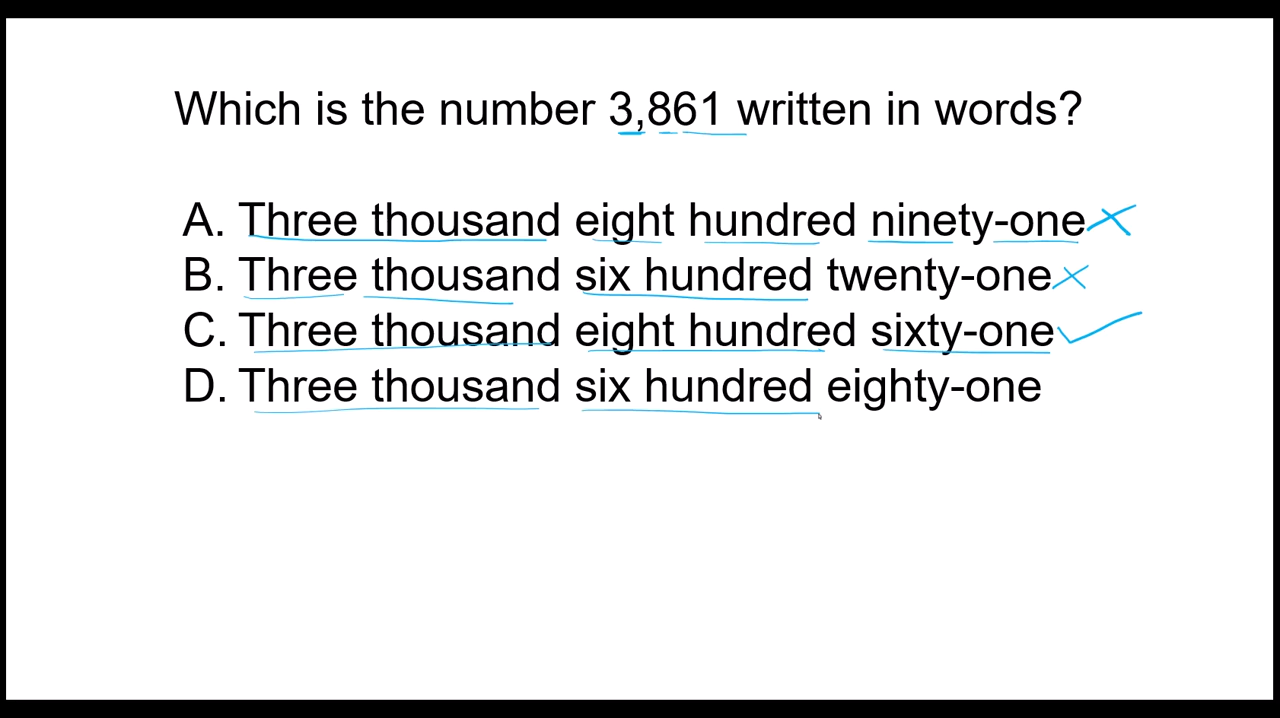 Which is the number 3,861 written in words?
A. Three thousand eight hundred ninety-one
B. Three thousand six hundred twenty-one
C. Three thousand eight hundred sixty-one
D. Three thousand six hundred eighty-one